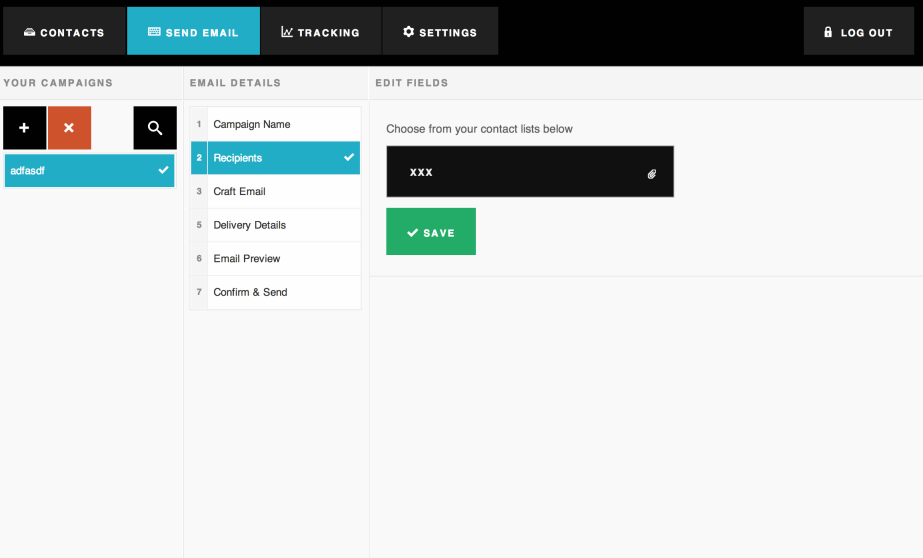 CONTACTS
SEND EMAIL
TRACKING
SETTINGS
LOG OUT
YOUR CAMPAIGNS
adfasdf
EMAIL DETAILS
1 Campaign Name
2 Recipients
3 Craft Email
5 Delivery Details
6 Email Preview
7 Confirm & Send
EDIT FIELDS
Choose from your contact lists below
XXX
SAVE